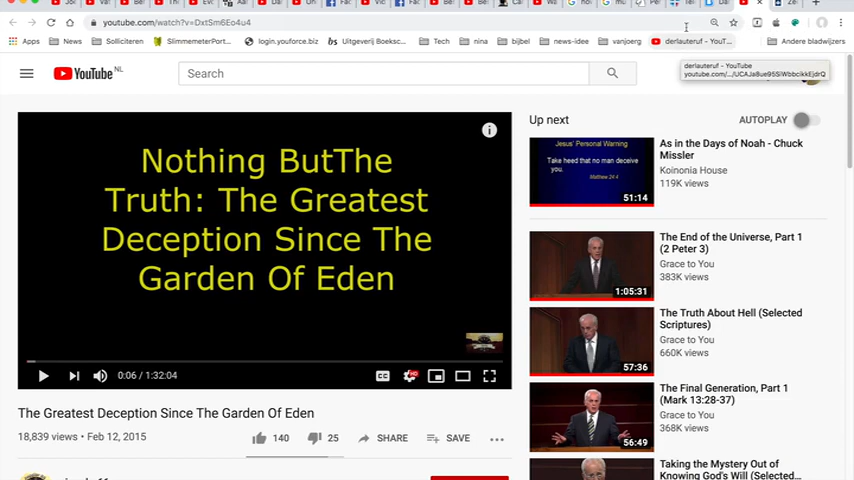 youtube.com/watch?v=DxtSm6Eo4u4
Apps News Solliciteren SlimmeterPort... login.youforce.biz Uitgeverij Boeksc... Tech nina bijbel news-idee vanjoerg derlauteruf - YouT... Andere bladwijzers
derlauteruf - YouTube
YouTube NL
Search
Nothing ButThe
Truth: The Greatest
Deception Since The
Garden Of Eden
0:06 / 1:32:04
CC
HD
The Greatest Deception Since The Garden Of Eden
18,839 views • Feb 12, 2015
140
25
SHARE
SAVE
Up next
AUTOPLAY
Jesus' Personal Warning
Take heed that no man deceive
you.
Matthew 24:4
51:14
As in the Days of Noah - Chuck
Missler
Koinonia House
119K views
1:05:31
The End of the Universe, Part 1
(2 Peter 3)
Grace to You
383K views
57:36
The Truth About Hell (Selected
Scriptures)
Grace to You
660K views
56:49
The Final Generation, Part 1
(Mark 13:28-37)
Grace to You
368K views
Taking the Mystery Out of
Knowing God's Will (Selected...